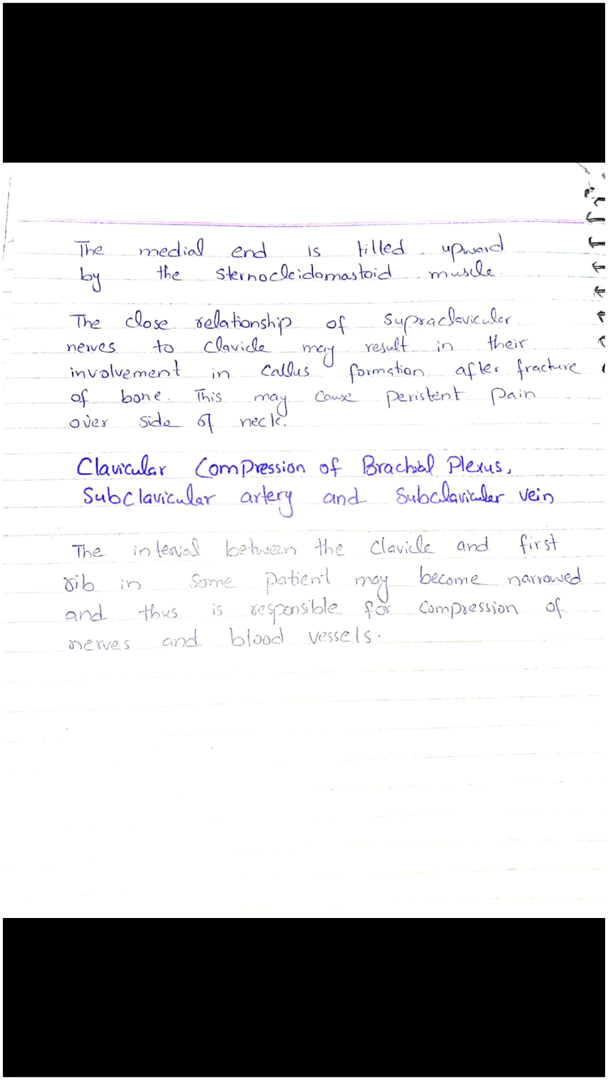 The medial end is tilled upward
by the sternocleidomastoid muscle.
The close relationship of supraclavicular
nerves to clavicle may result in their
involvement in callus formation after fracture
of bone. This may cause peristent pain
over side of neck.
Clavicular Compression of Brachial Plexus,
Subclavicular artery and Subclavicular vein
The interval between the clavicle and first
rib in some patient may become narrowed
and thus is responsible for compression of
nerves and blood vessels.